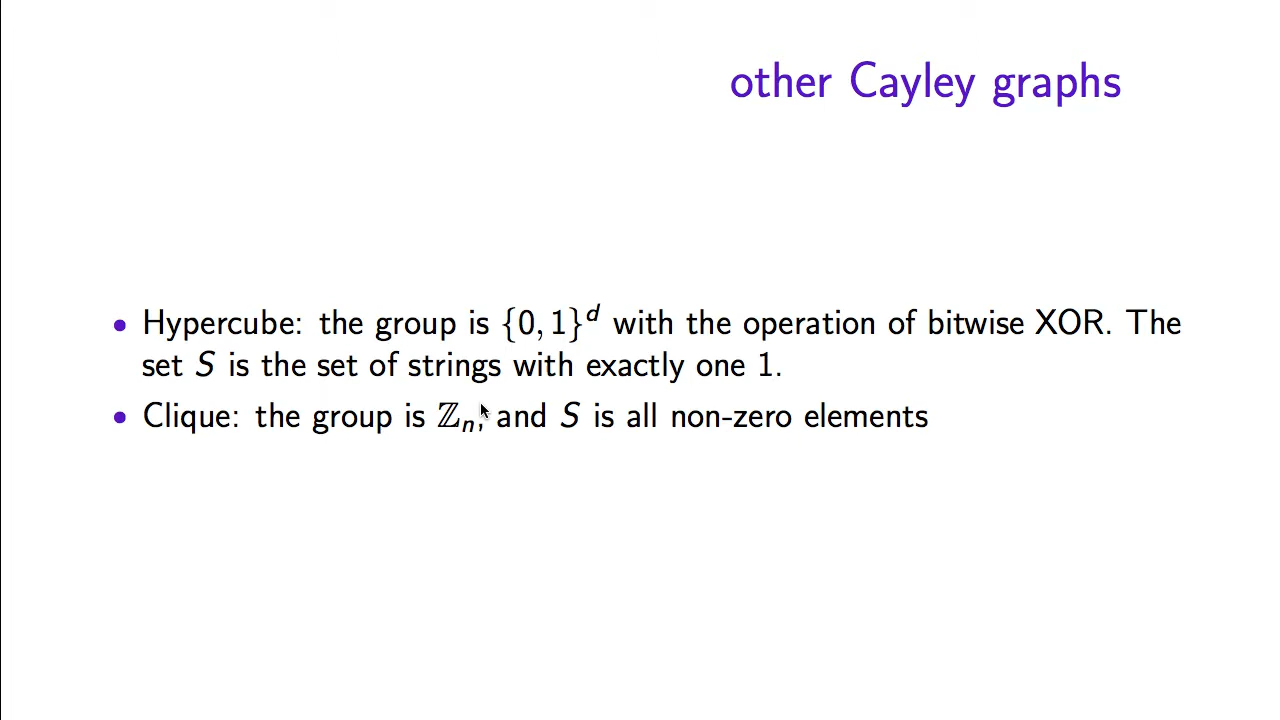 other Cayley graphs
• Hypercube: the group is {0, 1}^d with the operation of bitwise XOR. The
set S is the set of strings with exactly one 1.
• Clique: the group is ℤ_n, and S is all non-zero elements